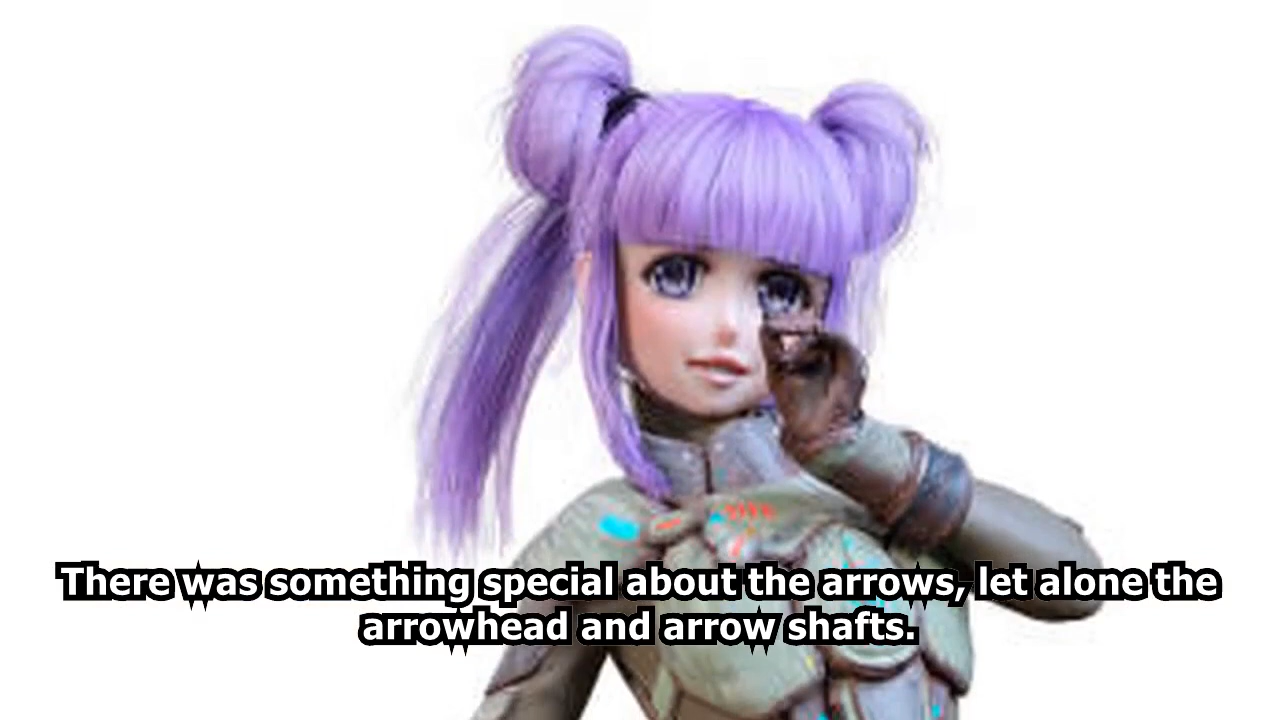 There was something special about the arrows, let alone the
arrowhead and arrow shafts.